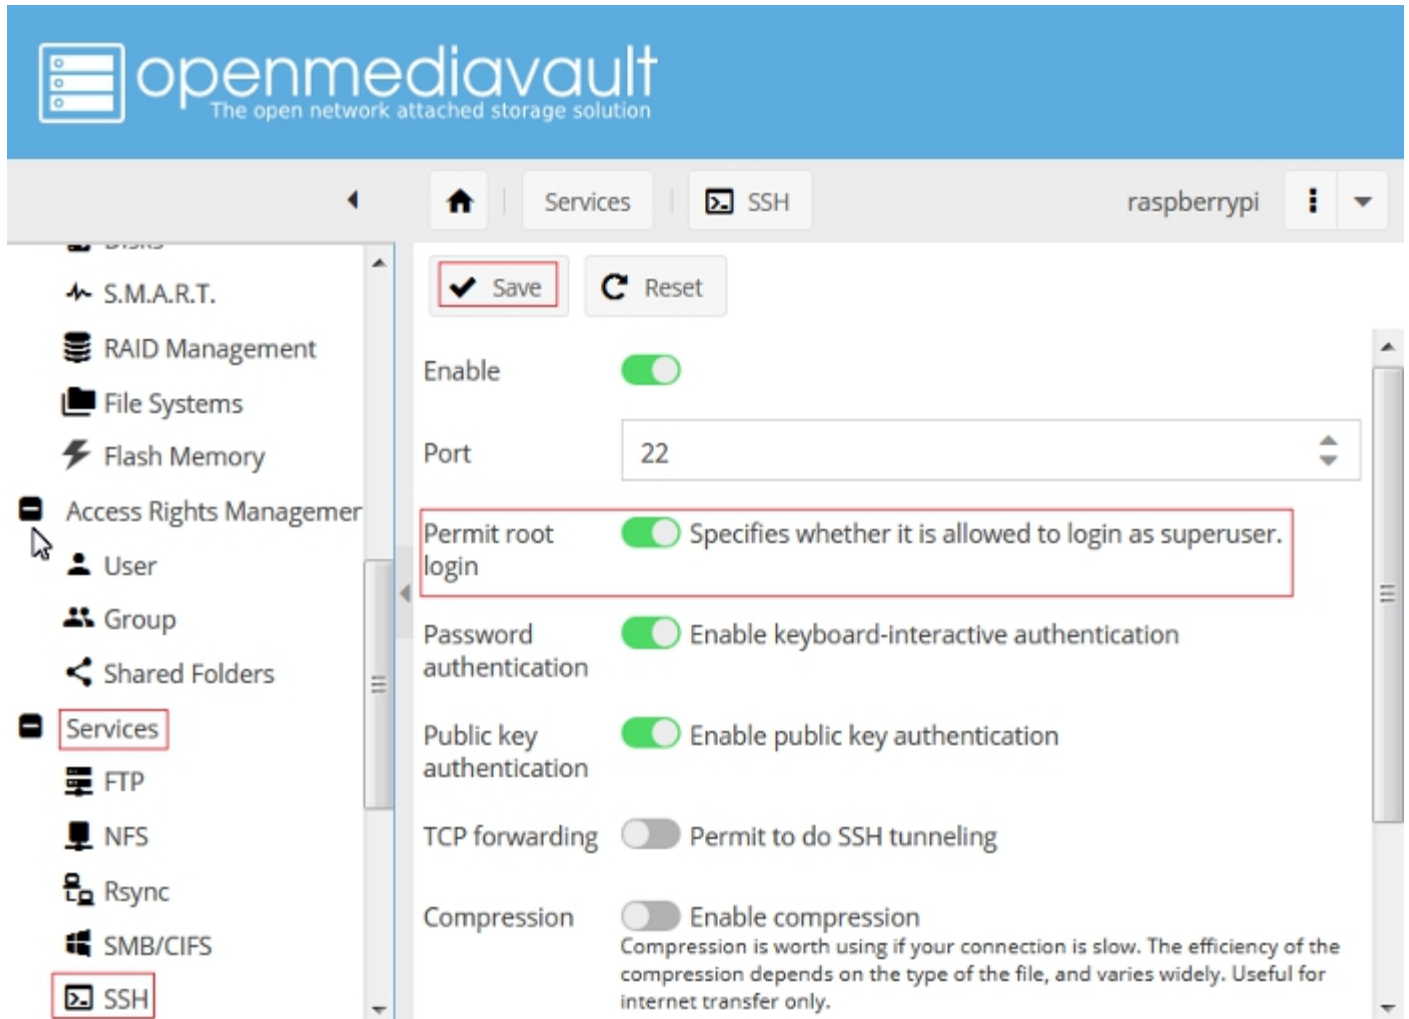 openmediavault
The open network attached storage solution
Services
SSH
raspberrypi
Disks
S.M.A.R.T.
RAID Management
File Systems
Flash Memory
Access Rights Managemer
User
Group
Shared Folders
Services
FTP
NFS
Rsync
SMB/CIFS
SSH
Save
Reset
Enable
Port
22
Permit root
login
Specifies whether it is allowed to login as superuser.
Password
authentication
Enable keyboard-interactive authentication
Public key
authentication
Enable public key authentication
TCP forwarding
Permit to do SSH tunneling
Compression
Enable compression
Compression is worth using if your connection is slow. The efficiency of the
compression depends on the type of the file, and varies widely. Useful for
internet transfer only.